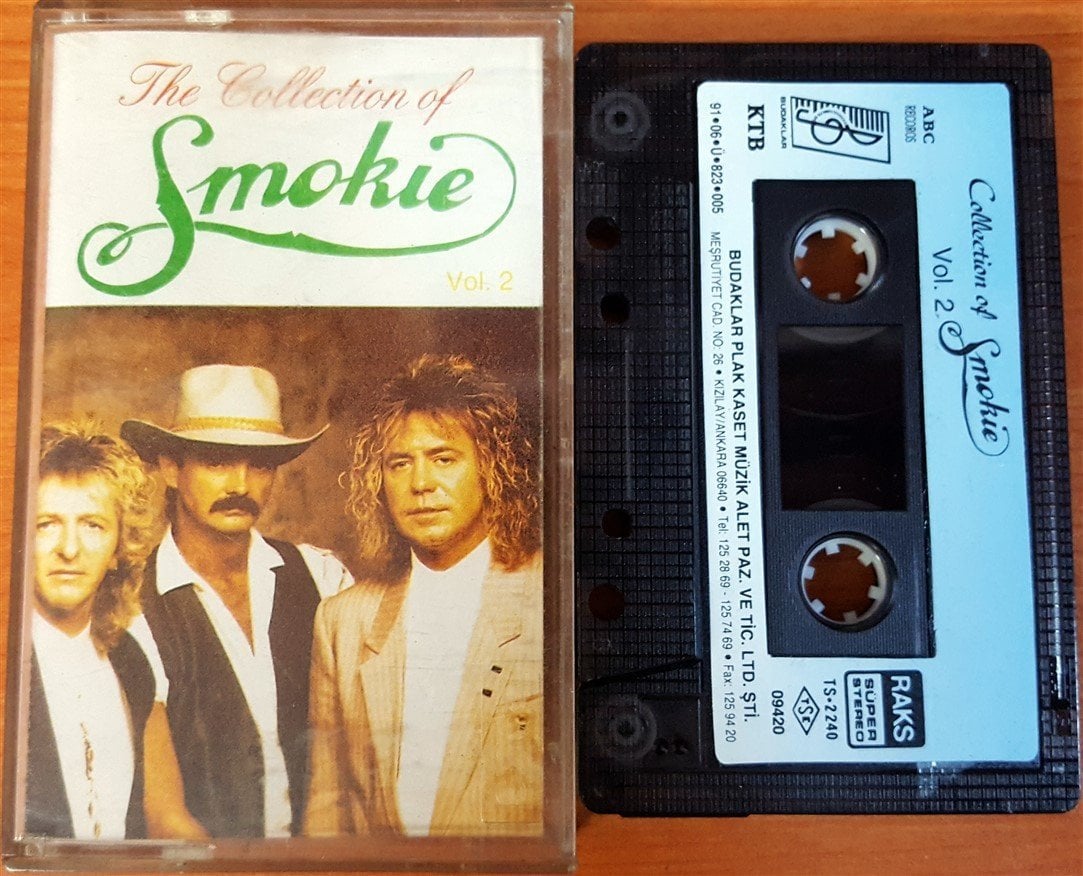 The Collection of
Smokie
Vol. 2
ABC
RECORDS
BUDAKLAR
KTB
91•06•Ü•823•005
Collection of Smokie
Vol. 2.
BUDAKLAR PLAK KASET MÜZİK ALET PAZ. VE TİC. LTD. ŞTİ.
MEŞRUTİYET CAD. NO: 26 • KIZILAY/ANKARA 06640 • Tel: 125 28 69 - 125 74 69 • Fax: 125 94 20
RAKS
SÜPER
STEREO
TS•2240
TSE
09420